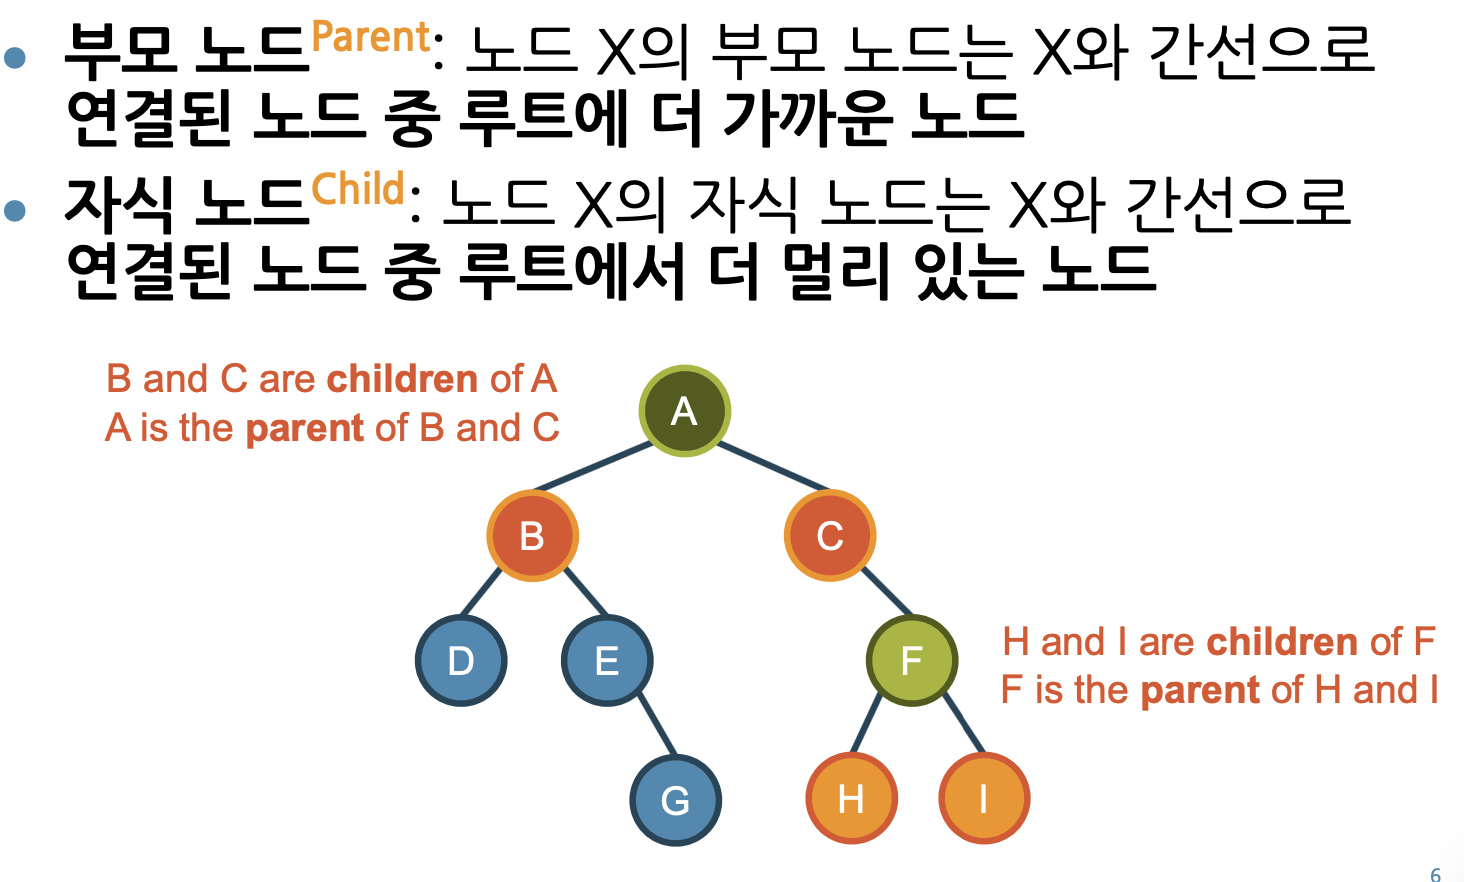 • 부모 노드Parent: 노드 X의 부모 노드는 X와 간선으로
연결된 노드 중 루트에 더 가까운 노드
• 자식 노드Child: 노드 X의 자식 노드는 X와 간선으로
연결된 노드 중 루트에서 더 멀리 있는 노드
B and C are children of A
A is the parent of B and C
A
B
C
D
E
F
H and I are children of F
F is the parent of H and I
G
H
I
6